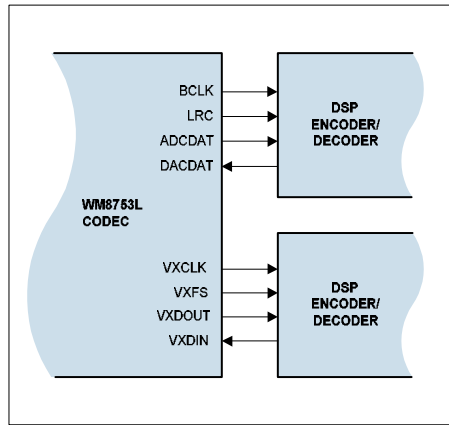 BCLK
LRC
ADCDAT
DACDAT
DSP
ENCODER/
DECODER
WM8753L
CODEC
VXCLK
VXFS
VXDOUT
VXDIN
DSP
ENCODER/
DECODER